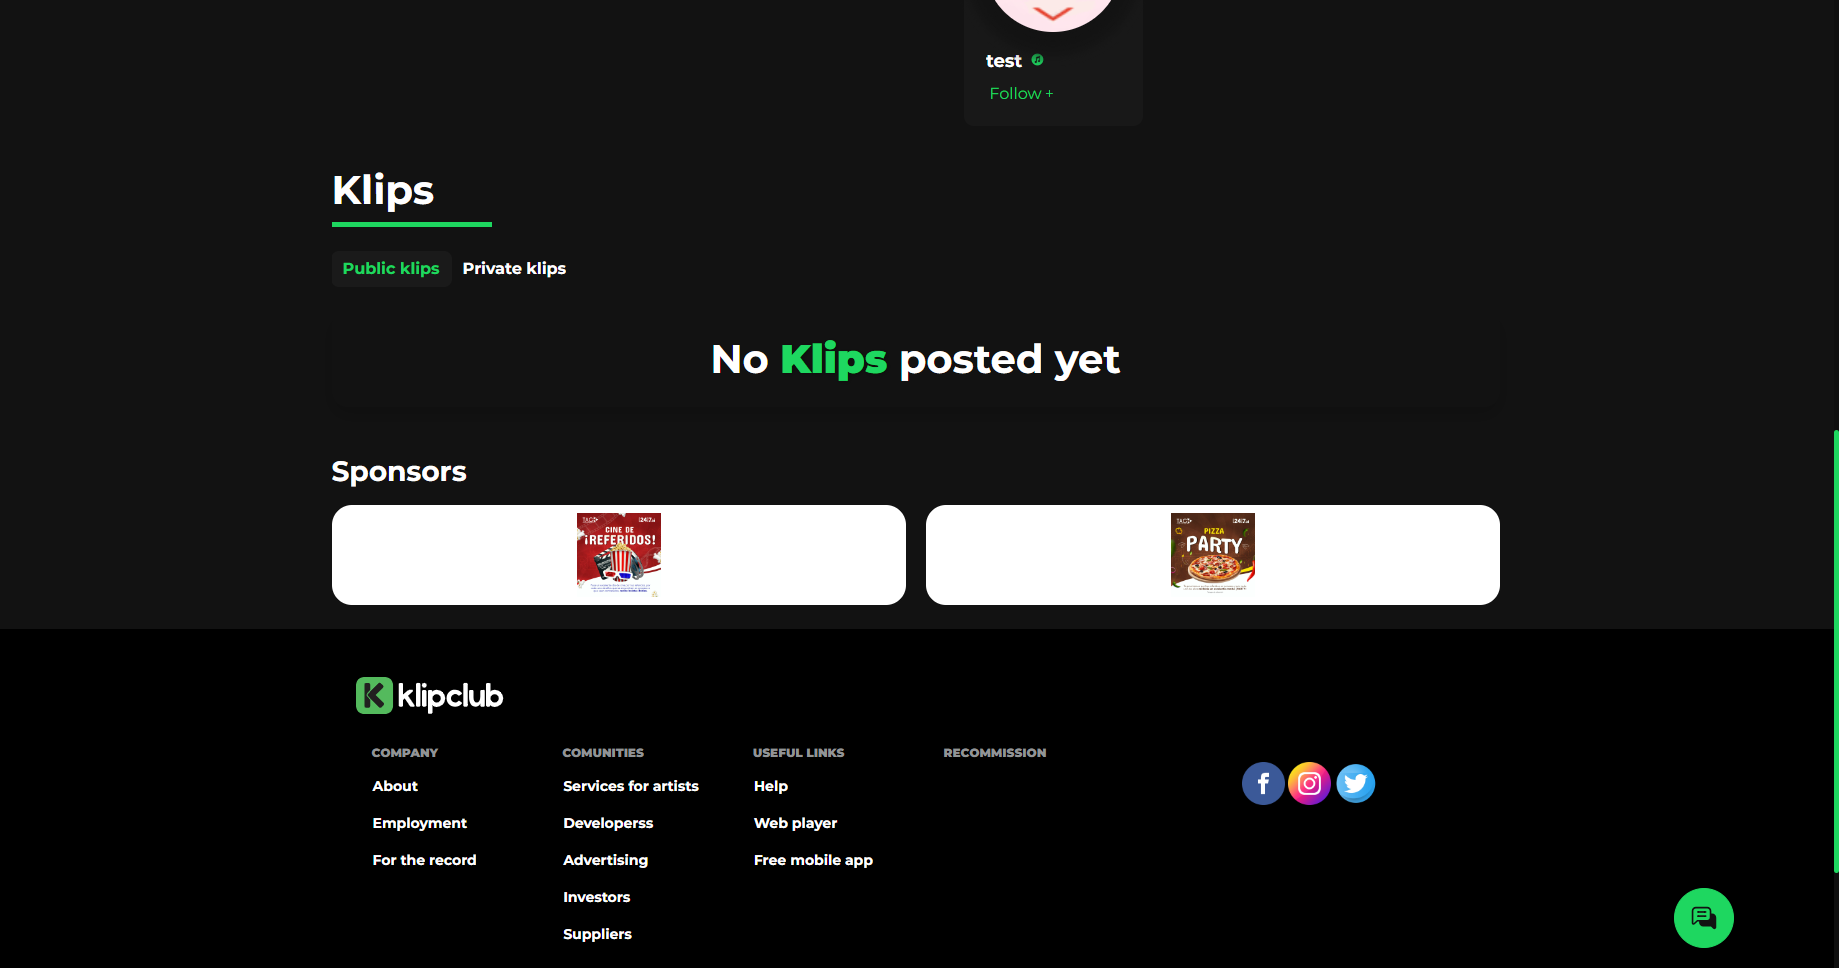 test
Follow +
Klips
Public klips Private klips
No Klips posted yet
Sponsors
CINE DE
¡REFERIDOS!
PIZZA
PARTY
klipclub
COMPANY
About
Employment
For the record
COMUNITIES
Services for artists
Developerss
Advertising
Investors
Suppliers
USEFUL LINKS
Help
Web player
Free mobile app
RECOMMISSION